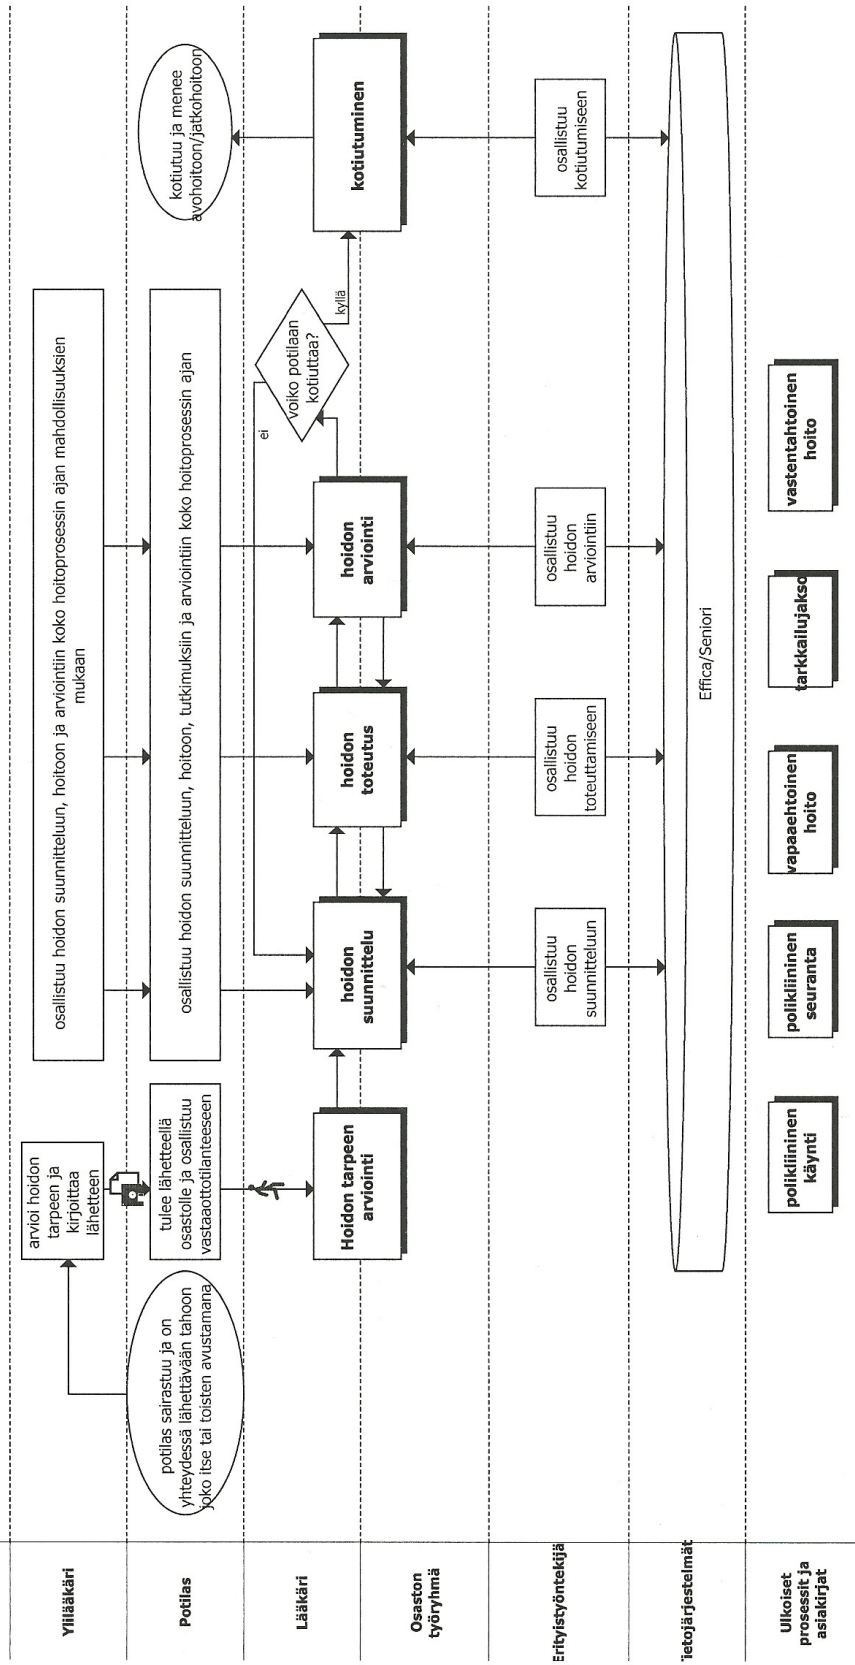 Ylilääkäri
arvioi hoidon
tarpeen ja
kirjoittaa
lähetteen
osallistuu hoidon suunnitteluun, hoitoon ja arviointiin koko hoitoprosessin ajan mahdollisuuksien
mukaan
Potilas
potilas sairastuu ja on
yhteydessä lähettävään tahoon
joko itse tai toisten avustamana
tulee lähetteellä
osastolle ja osallistuu
vastaaottotilanteeseen
osallistuu hoidon suunnitteluun, hoitoon, tutkimuksiin ja arviointiin koko hoitoprosessin ajan
kotiutuu ja menee
avohoitoon/jatkohoitoon
Lääkäri
ei
voiko potilaan
kotiuttaa?
kyllä
Osaston
työryhmä
Hoidon tarpeen
arviointi
hoidon
suunnittelu
hoidon
toteutus
hoidon
arviointi
kotiutuminen
Erityistyöntekijä
osallistuu
hoidon
suunnitteluun
osallistuu
hoidon
toteuttamiseen
osallistuu
hoidon
arviointiin
osallistuu
kotiutumiseen
ietojärjestelmät
Effica/Seniori
Ulkoiset
prosessit ja
asiakirjat
polikliininen
käynti
polikliininen
seuranta
vapaaehtoinen
hoito
tarkkailujakso
vastentahtoinen
hoito